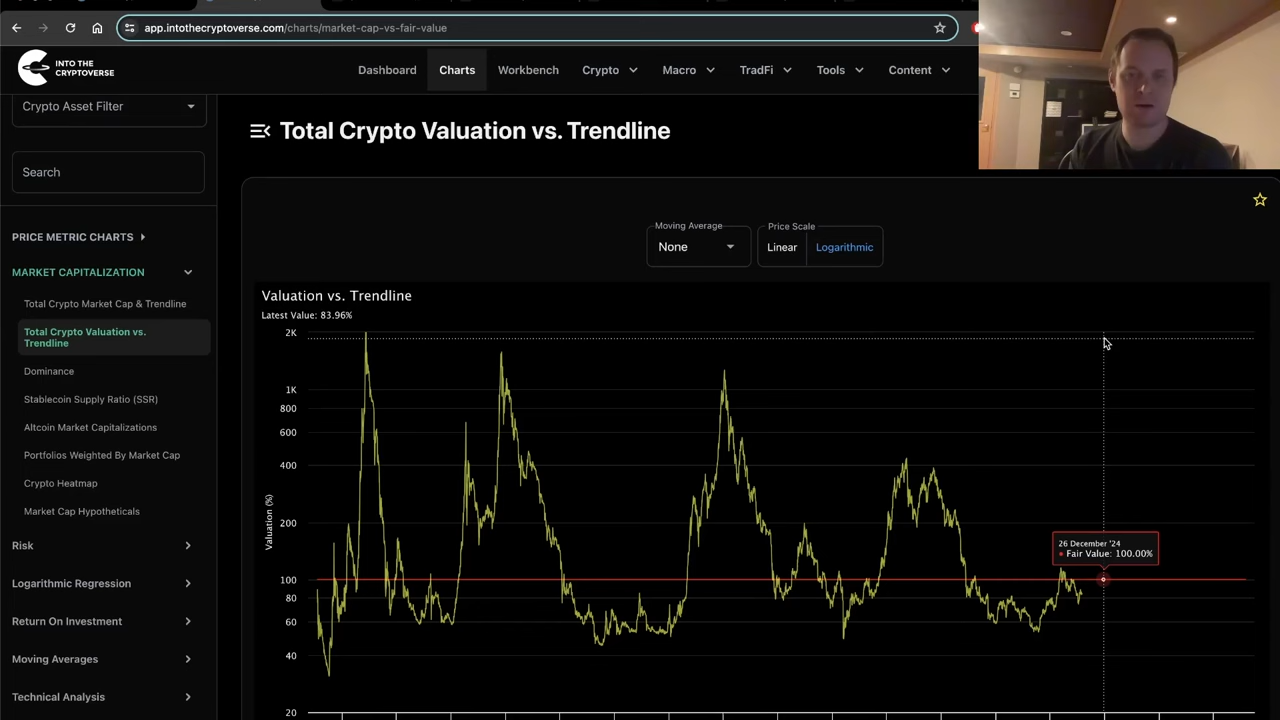 app.intothecryptoverse.com/charts/market-cap-vs-fair-value
INTO THE
CRYPTOVERSE
Dashboard
Charts
Workbench
Crypto
Macro
TradFi
Tools
Content
Crypto Asset Filter
Search
PRICE METRIC CHARTS
MARKET CAPITALIZATION
Total Crypto Market Cap & Trendline
Total Crypto Valuation vs.
Trendline
Dominance
Stablecoin Supply Ratio (SSR)
Altcoin Market Capitalizations
Portfolios Weighted By Market Cap
Crypto Heatmap
Market Cap Hypotheticals
Risk
Logarithmic Regression
Return On Investment
Moving Averages
Technical Analysis
Total Crypto Valuation vs. Trendline
Moving Average
None
Price Scale
Linear
Logarithmic
Valuation vs. Trendline
Latest Value: 83.96%
2K
1K
800
600
400
200
100
80
60
40
20
Valuation (%)
26 December '24
Fair Value: 100.00%